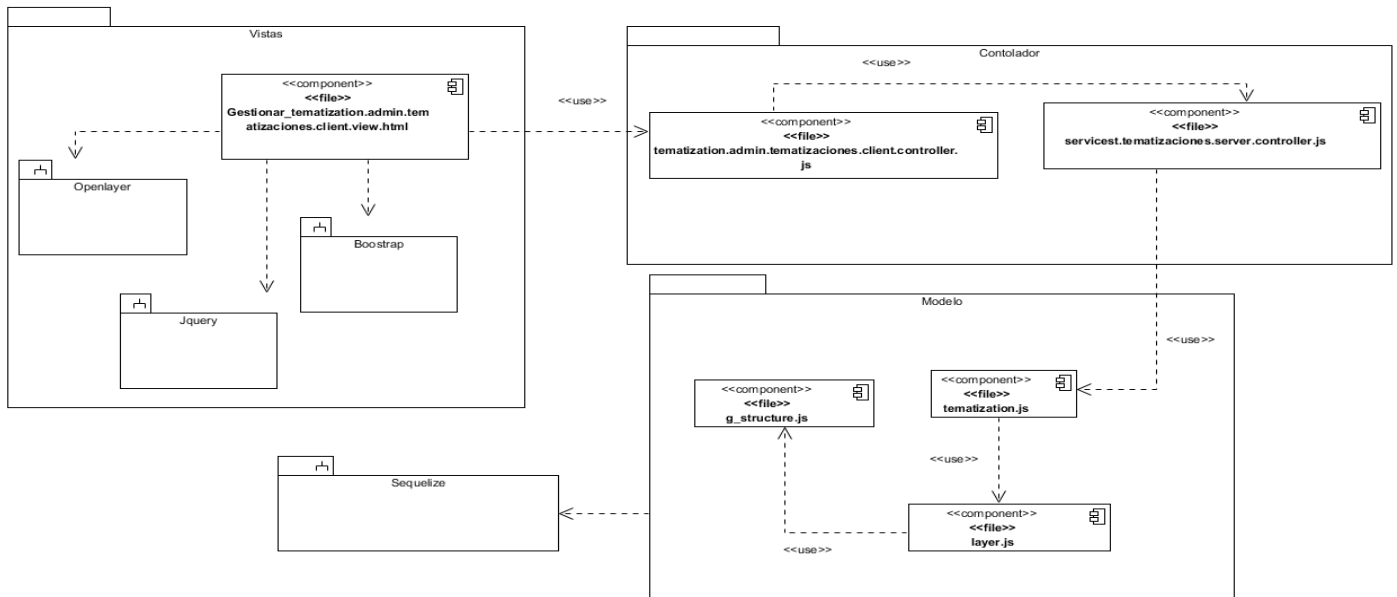 Vistas
<<component>>
<<file>>
Gestionar_tematization.admin.tem
atizaciones.client.view.html
Openlayer
Boostrap
Jquery
<<use>>
Contolador
<<use>>
<<component>>
<<file>>
tematization.admin.tematizaciones.client.controller.
js
<<component>>
<<file>>
servicest.tematizaciones.server.controller.js
<<use>>
Modelo
<<component>>
<<file>>
g_structure.js
<<component>>
<<file>>
tematization.js
<<use>>
<<component>>
<<file>>
layer.js
<<use>>
Sequelize